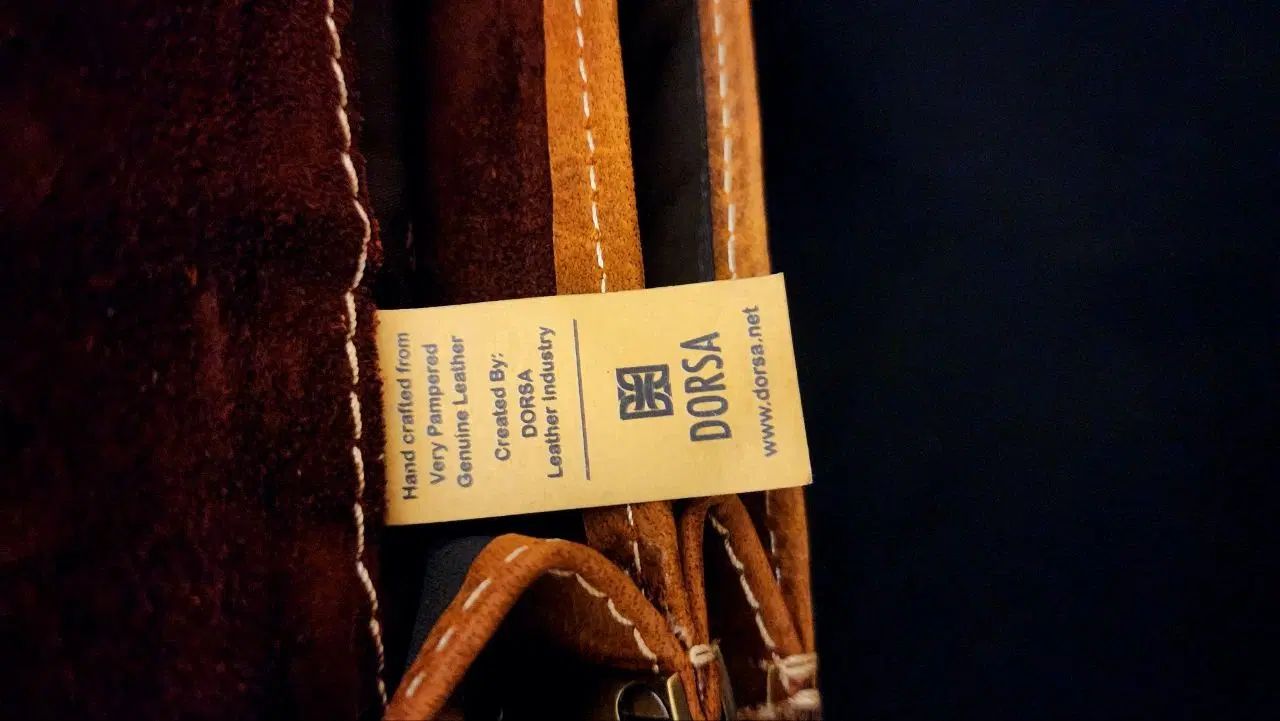 Hand crafted from
Very Pampered
Genuine Leather
Created By:
DORSA
Leather Industry
DORSA
www.dorsa.net